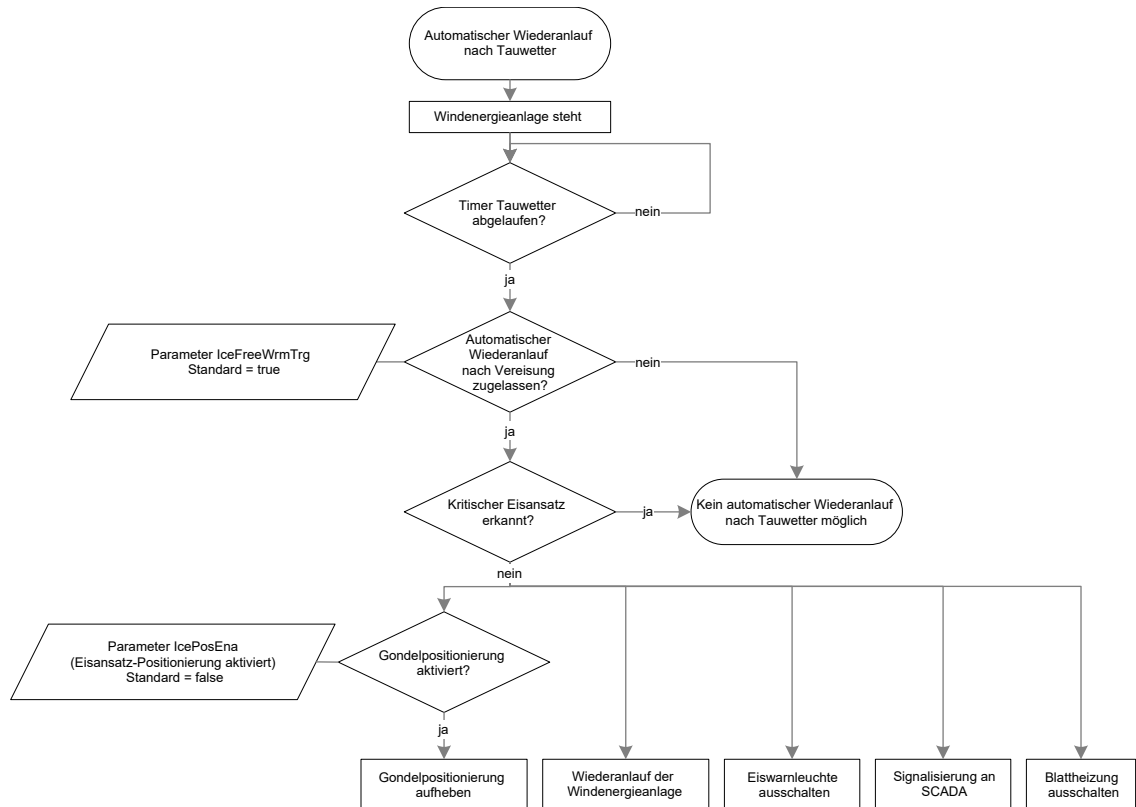 Automatischer Wiederanlauf
nach Tauwetter
Windenergieanlage steht
Timer Tauwetter
abgelaufen?
nein
ja
Parameter IceFreeWrmTrg
Standard = true
Automatischer
Wiederanlauf
nach Vereisung
zugelassen?
nein
ja
Kritischer Eisansatz
erkannt?
ja
Kein automatischer Wiederanlauf
nach Tauwetter möglich
nein
Parameter IcePosEna
(Eisansatz-Positionierung aktiviert)
Standard = false
Gondelpositionierung
aktiviert?
ja
Gondelpositionierung
aufheben
Wiederanlauf der
Windenergieanlage
Eiswarnleuchte
ausschalten
Signalisierung an
SCADA
Blattheizung
ausschalten